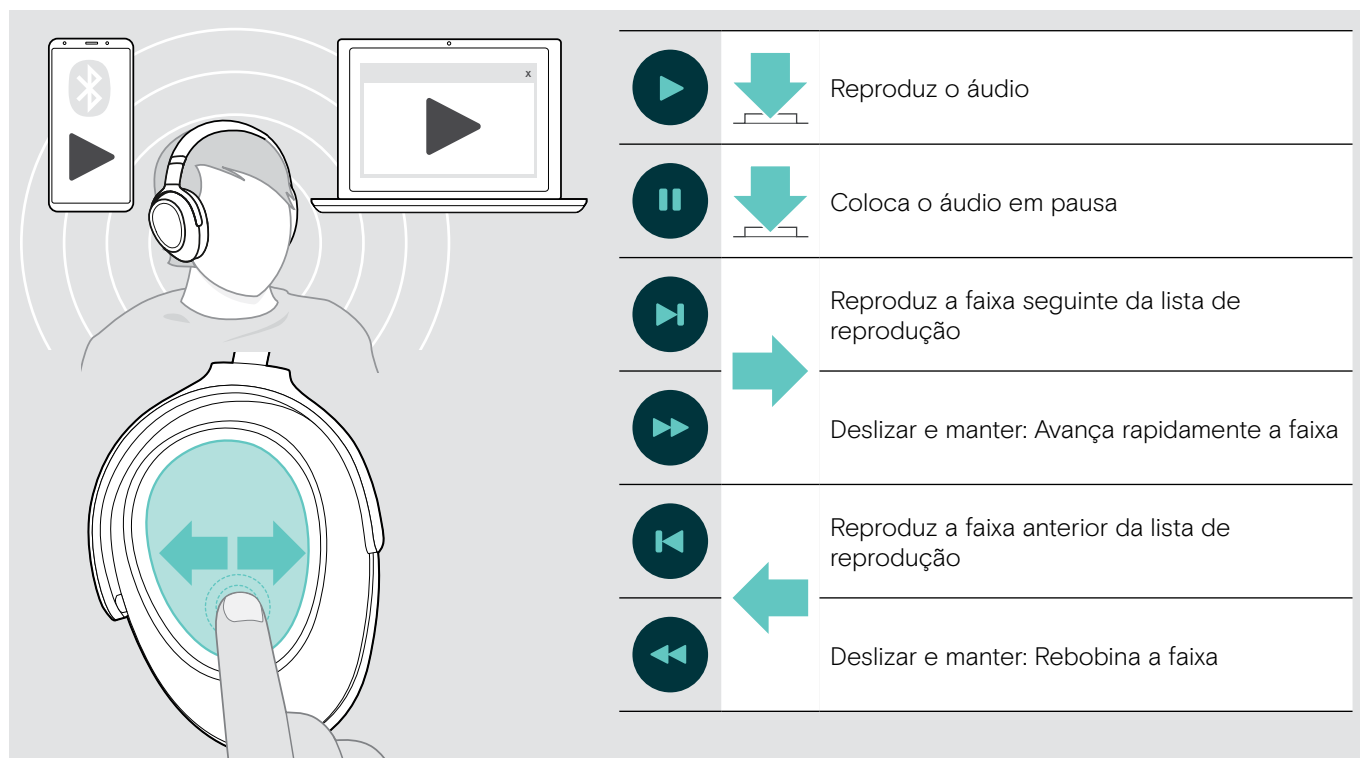 x
Reproduz o áudio
Coloca o áudio em pausa
Reproduz a faixa seguinte da lista de
reprodução
Deslizar e manter: Avança rapidamente a faixa
Reproduz a faixa anterior da lista de
reprodução
Deslizar e manter: Rebobina a faixa